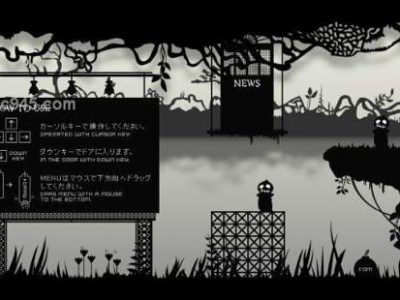 NEWS
HOW TO USE
カーソルキーで操作してください。
OPERATED WITH CURSOR KEY.
DOWN
KEY
ダウンキーでドアに入ります。
IN THE DOOR WITH DOWN KEY.
MENUはマウスで下方向へドラッグ
してください。
DRAG MENU WITH A MOUSE
TO THE BOTTOM.